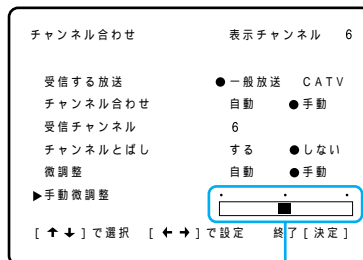 チャンネル合わせ 表示チャンネル 6
受信する放送 ●一般放送 CATV
チャンネル合わせ 自動 ●手動
受信チャンネル 6
チャンネルとばし する ●しない
微調整 自動 ●手動
▶手動微調整
[ ↑ ↓ ] で選択 [ ← → ] で設定 終了 [ 決定 ]